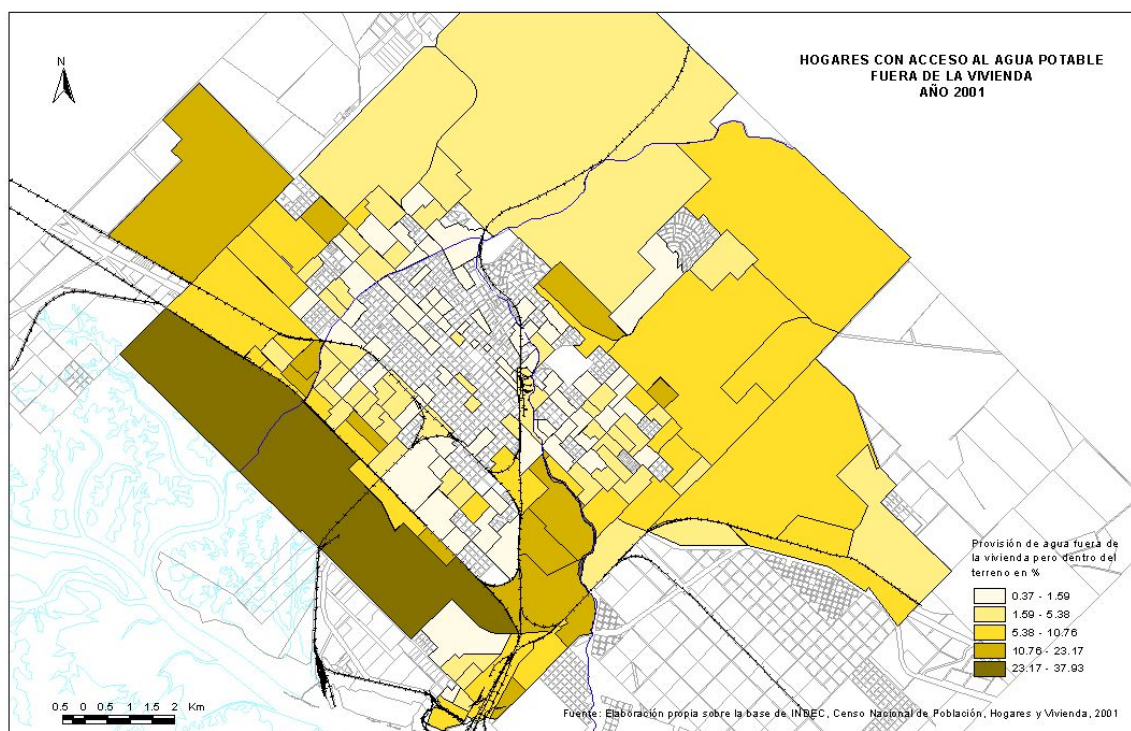 HOGARES CON ACCESO AL AGUA POTABLE
FUERA DE LA VIVIENDA
AÑO 2001
N
Provisión de agua fuera de
la vivienda pero dentro del
terreno en %
0.37 - 1.59
1.59 - 5.38
5.38 - 10.76
10.76 - 23.17
23.17 - 37.93
0.5 0 0.5 1 1.5 2 Km
Fuente: Elaboración propia sobre la base de INDEC, Censo Nacional de Población, Hogares y Vivienda, 2001